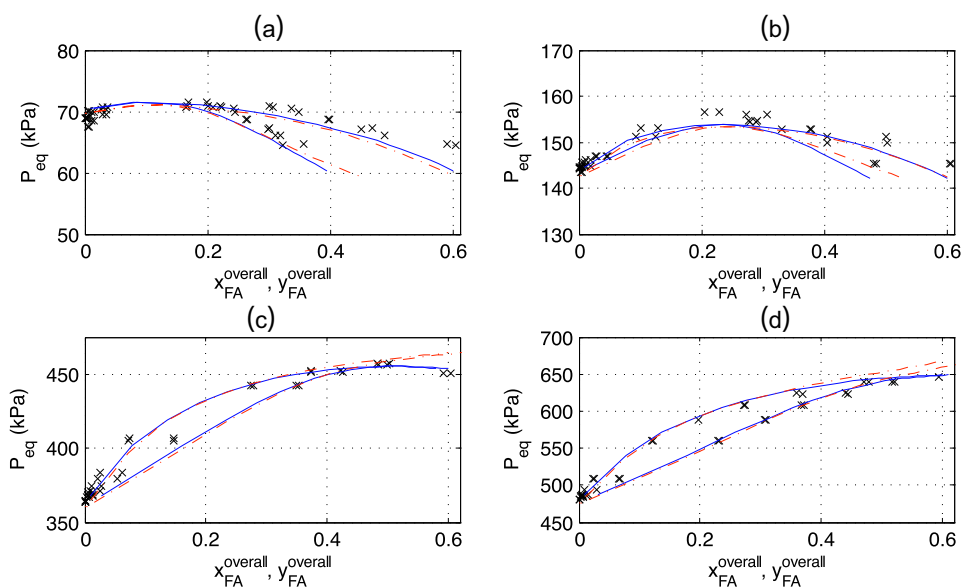 (a)
80
70
60
50
P_eq (kPa)
0
0.2
0.4
0.6
x_FA^overall, y_FA^overall
(b)
170
160
150
140
130
P_eq (kPa)
0
0.2
0.4
0.6
x_FA^overall, y_FA^overall
(c)
450
400
350
P_eq (kPa)
0
0.2
0.4
0.6
x_FA^overall, y_FA^overall
(d)
700
650
600
550
500
450
P_eq (kPa)
0
0.2
0.4
0.6
x_FA^overall, y_FA^overall